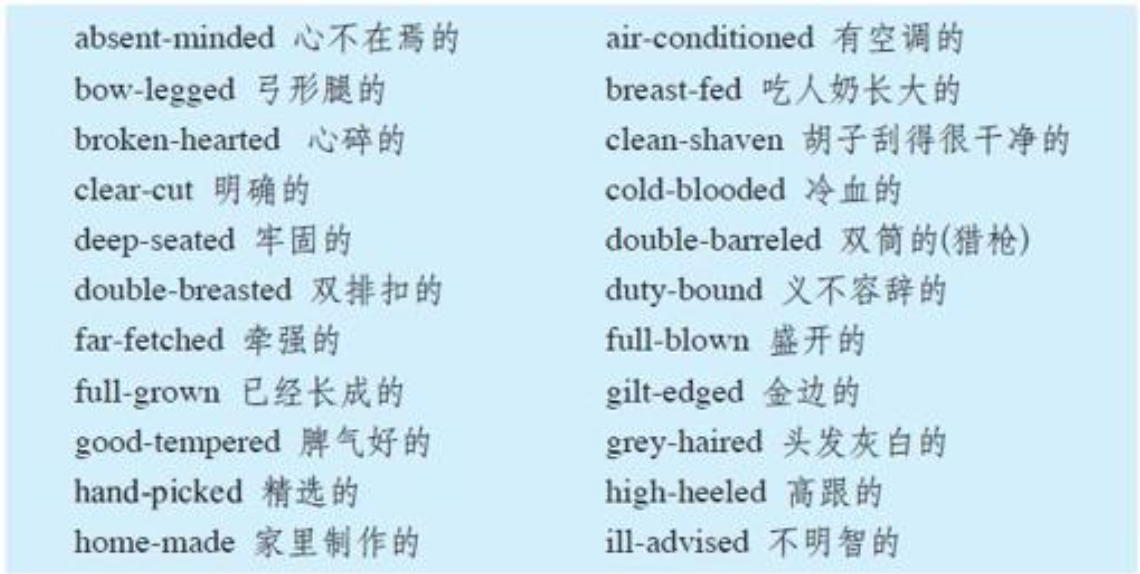 absent-minded 心不在焉的 air-conditioned 有空调的
bow-legged 弓形腿的 breast-fed 吃人奶长大的
broken-hearted 心碎的 clean-shaven 胡子刮得很干净的
clear-cut 明确的 cold-blooded 冷血的
deep-seated 牢固的 double-barreled 双筒的(猎枪)
double-breasted 双排扣的 duty-bound 义不容辞的
far-fetched 牵强的 full-blown 盛开的
full-grown 已经长成的 gilt-edged 金边的
good-tempered 脾气好的 grey-haired 头发灰白的
hand-picked 精选的 high-heeled 高跟的
home-made 家里制作的 ill-advised 不明智的